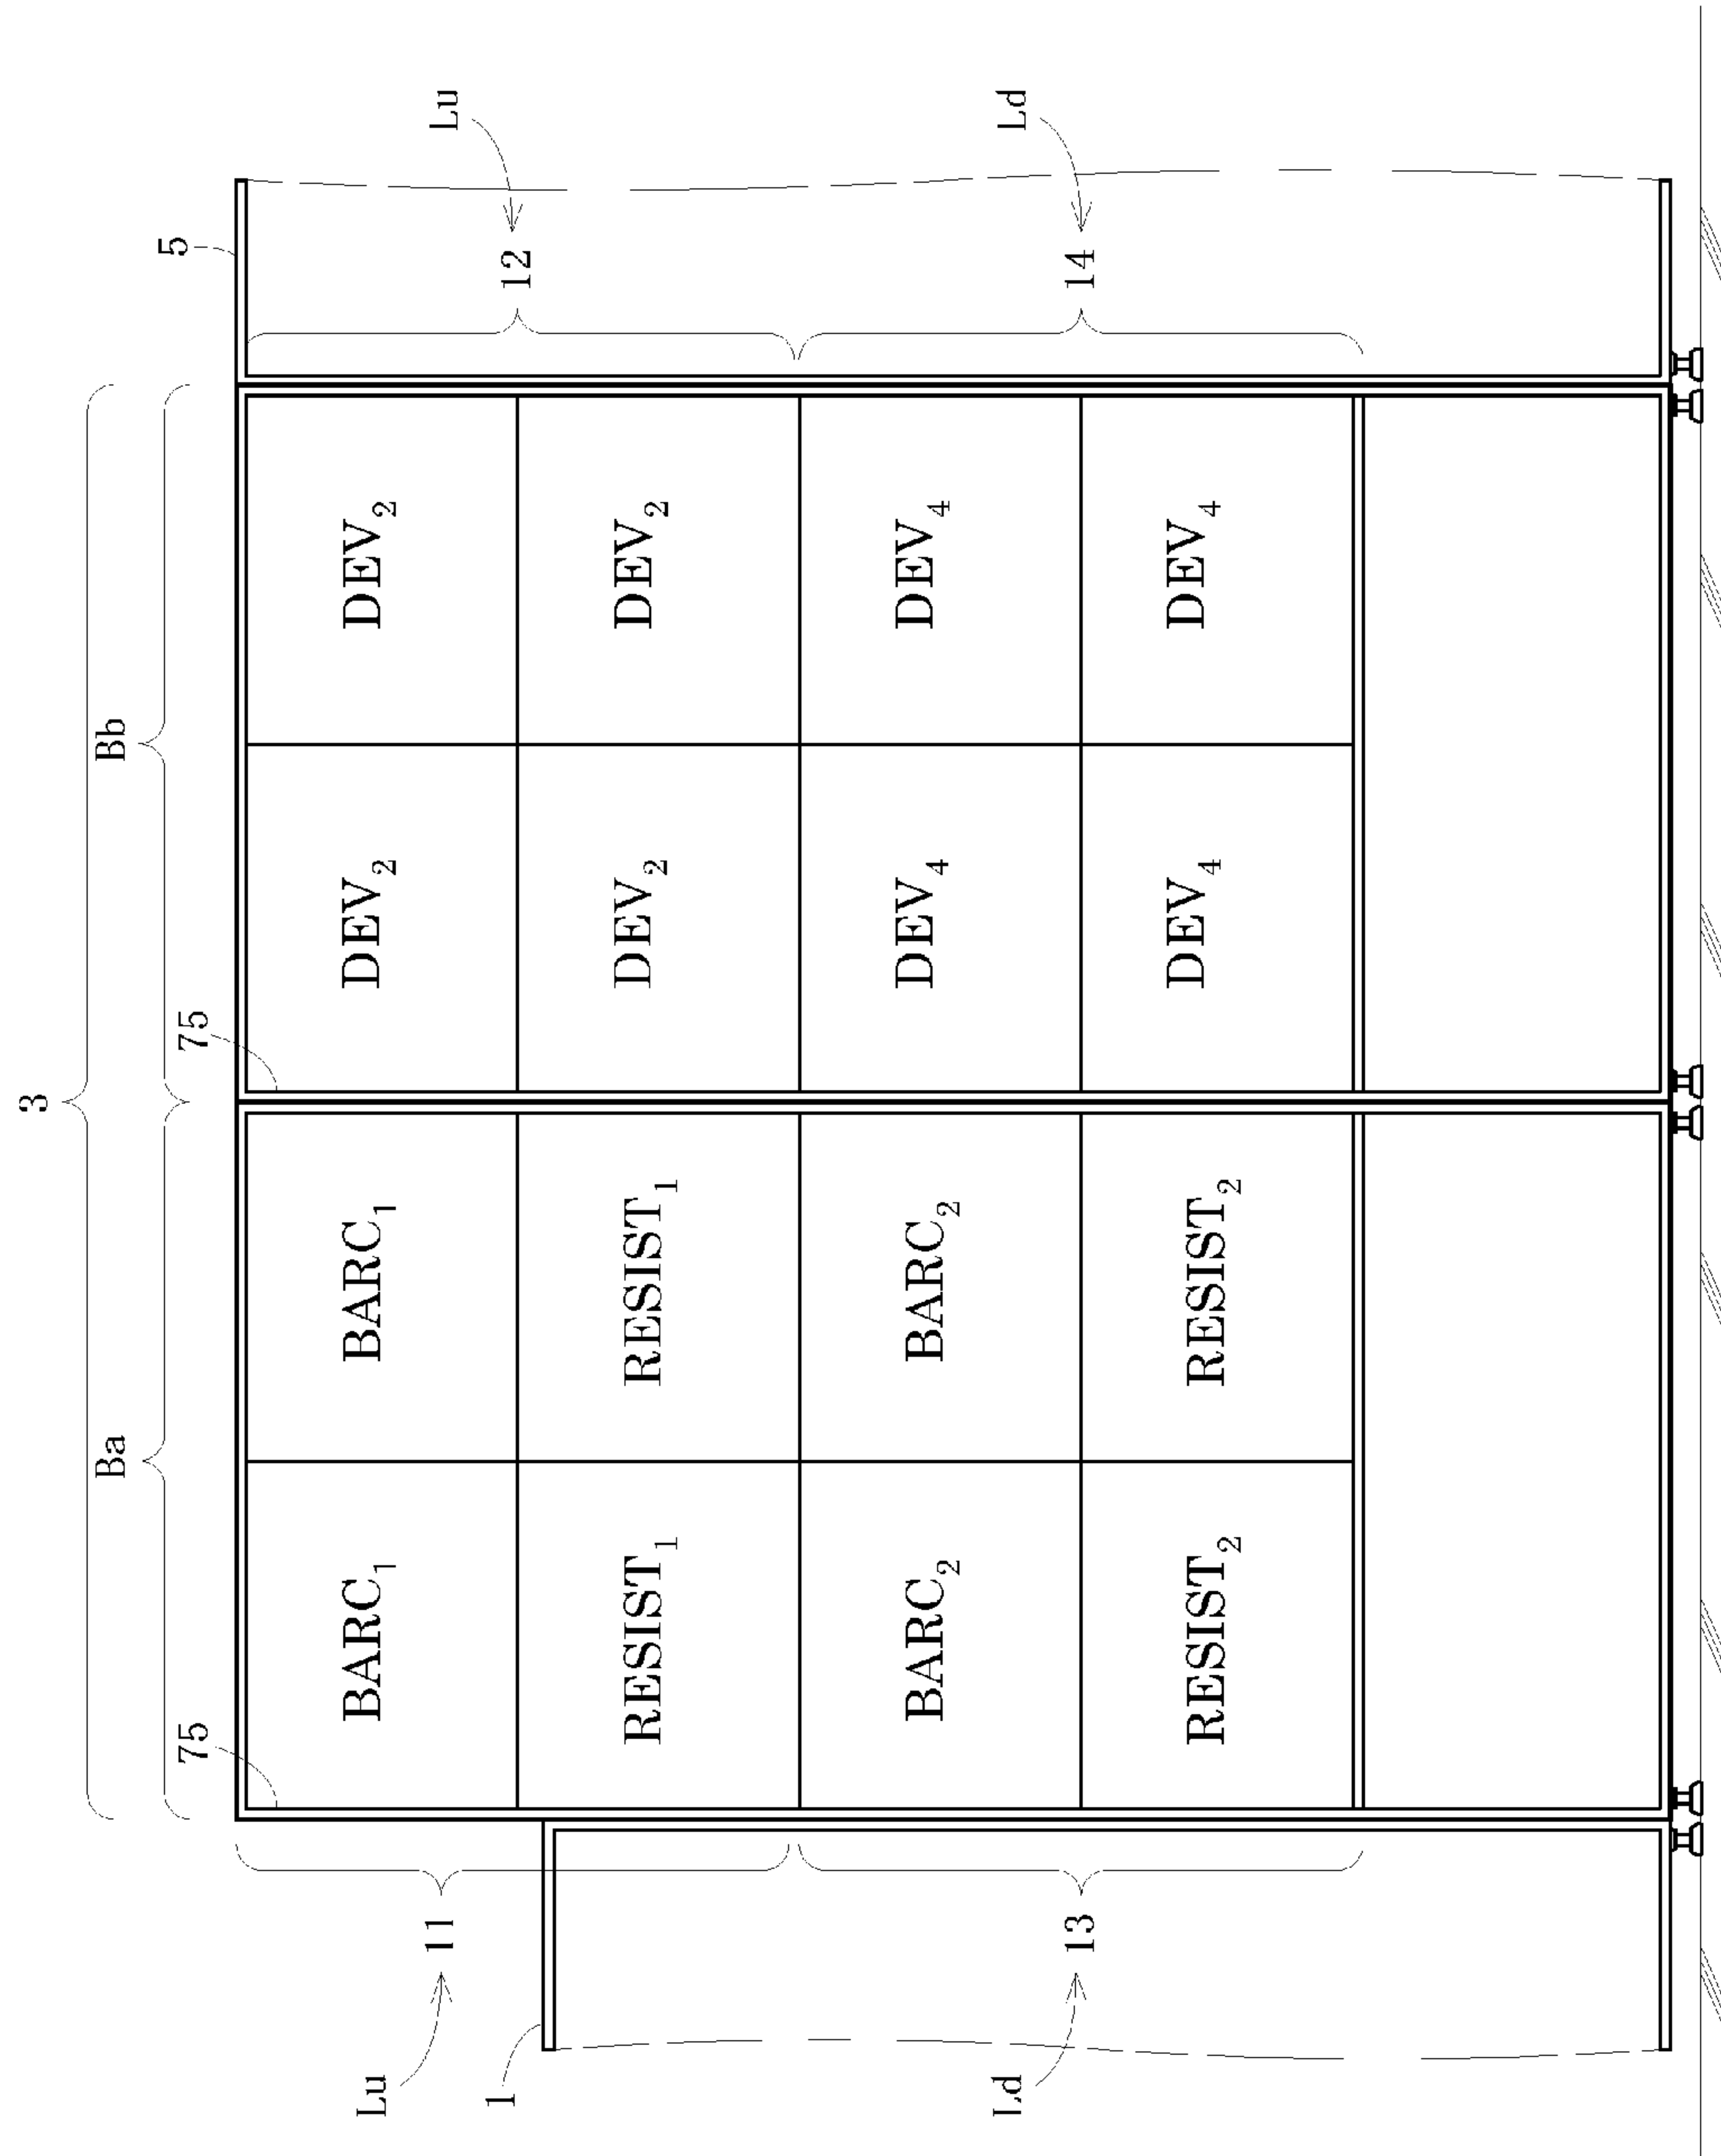 3
Ba Bb
75 75 5
Lu BARC₁ BARC₁ DEV₂ DEV₂
11 Lu
1 12
RESIST₁ RESIST₁ DEV₂ DEV₂
BARC₂ BARC₂ DEV₄ DEV₄
Ld Ld
13 14
RESIST₂ RESIST₂ DEV₄ DEV₄